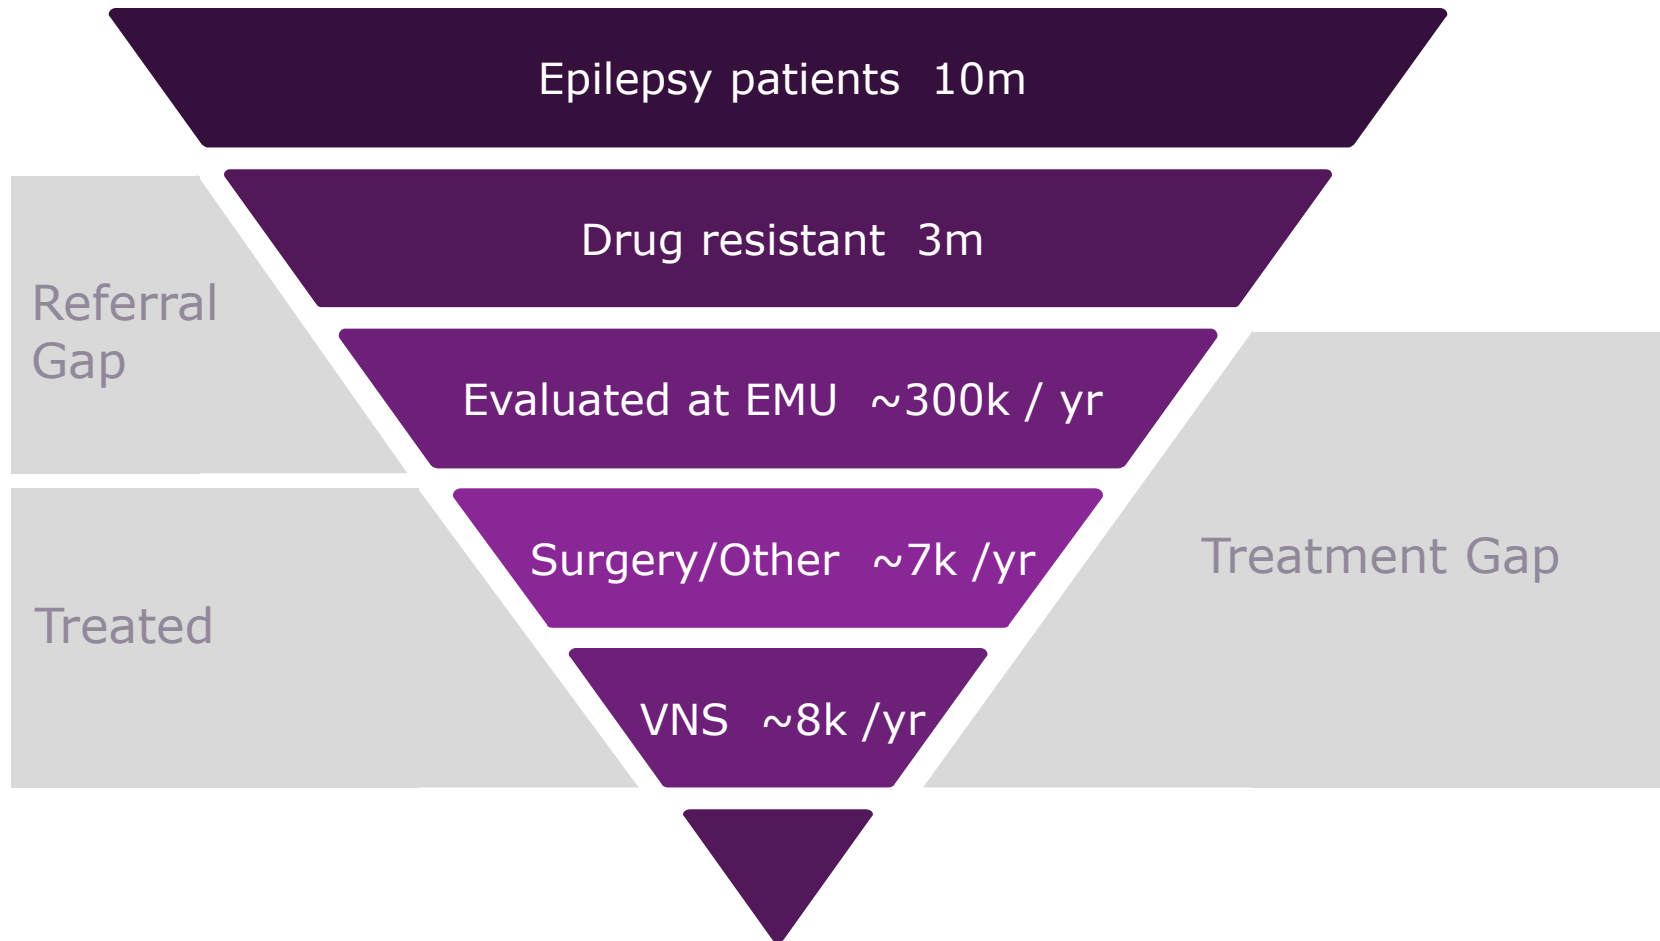 Epilepsy patients  10m
Drug resistant  3m
Referral
Gap
Evaluated at EMU  ~300k / yr
Surgery/Other  ~7k /yr
Treatment Gap
Treated
VNS  ~8k /yr